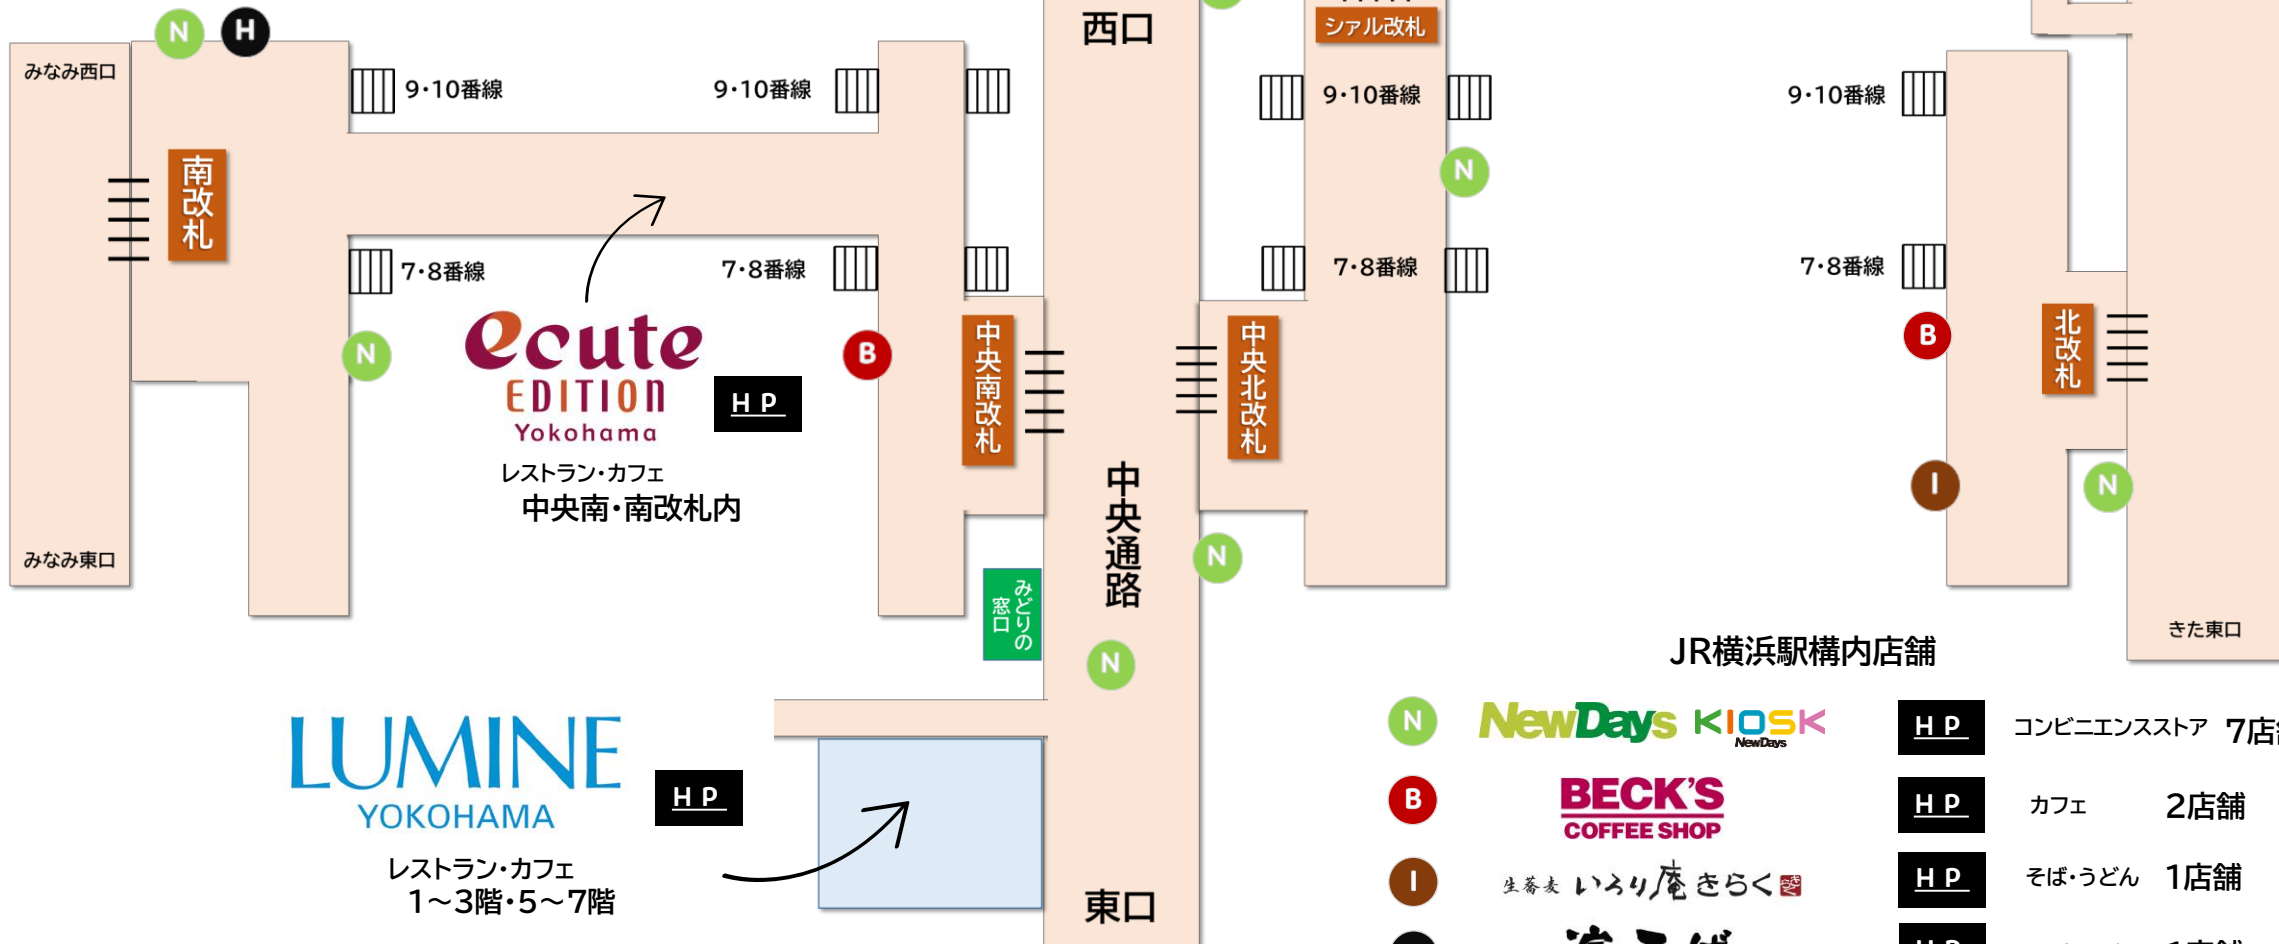 N
H
みなみ西口
9・10番線
9・10番線
西口
シァル改札
9・10番線
9・10番線
南改札
N
7・8番線
7・8番線
7・8番線
7・8番線
N
ecute
EDITION
Yokohama
HP
B
中央南改札
中央北改札
B
北改札
レストラン・カフェ
中央南・南改札内
中央通路
I
N
みなみ東口
N
みどりの
窓口
N
きた東口
JR横浜駅構内店舗
LUMINE
YOKOHAMA
HP
レストラン・カフェ
1〜3階・5〜7階
東口
N
NewDays KIOSK
NewDays
HP
コンビニエンスストア 7店
B
BECK'S
COFFEE SHOP
HP
カフェ 2店舗
I
生蕎麦 いろり庵きらく
HP
そば・うどん 1店舗